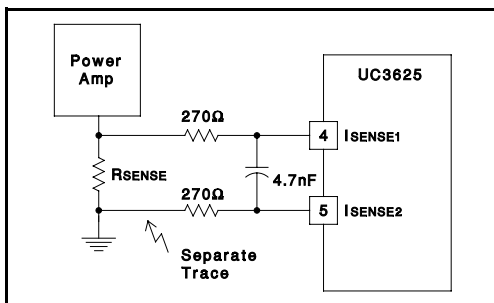 Power
Amp
UC3625
270Ω
4
ISENSE1
RSENSE
4.7nF
270Ω
5
ISENSE2
Separate
Trace